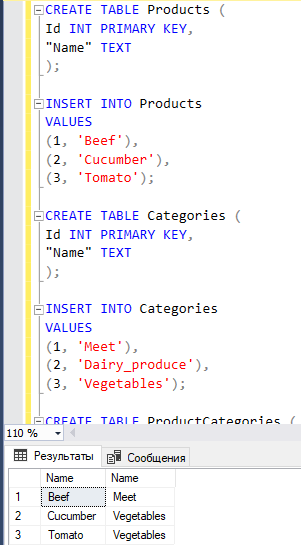 CREATE TABLE Products (
Id INT PRIMARY KEY,
"Name" TEXT
);
INSERT INTO Products
VALUES
(1, 'Beef'),
(2, 'Cucumber'),
(3, 'Tomato');
CREATE TABLE Categories (
Id INT PRIMARY KEY,
"Name" TEXT
);
INSERT INTO Categories
VALUES
(1, 'Meet'),
(2, 'Dairy_produce'),
(3, 'Vegetables');
CREATE TABLE ProductCategories (
110 %
Результаты Сообщения
Name Name
1 Beef Meet
2 Cucumber Vegetables
3 Tomato Vegetables